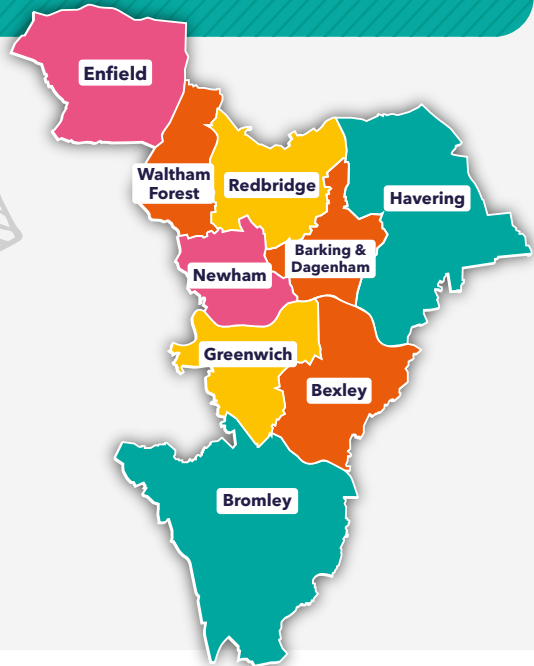 Enfield
Waltham
Forest
Redbridge
Havering
Barking &
Dagenham
Newham
Greenwich
Bexley
Bromley